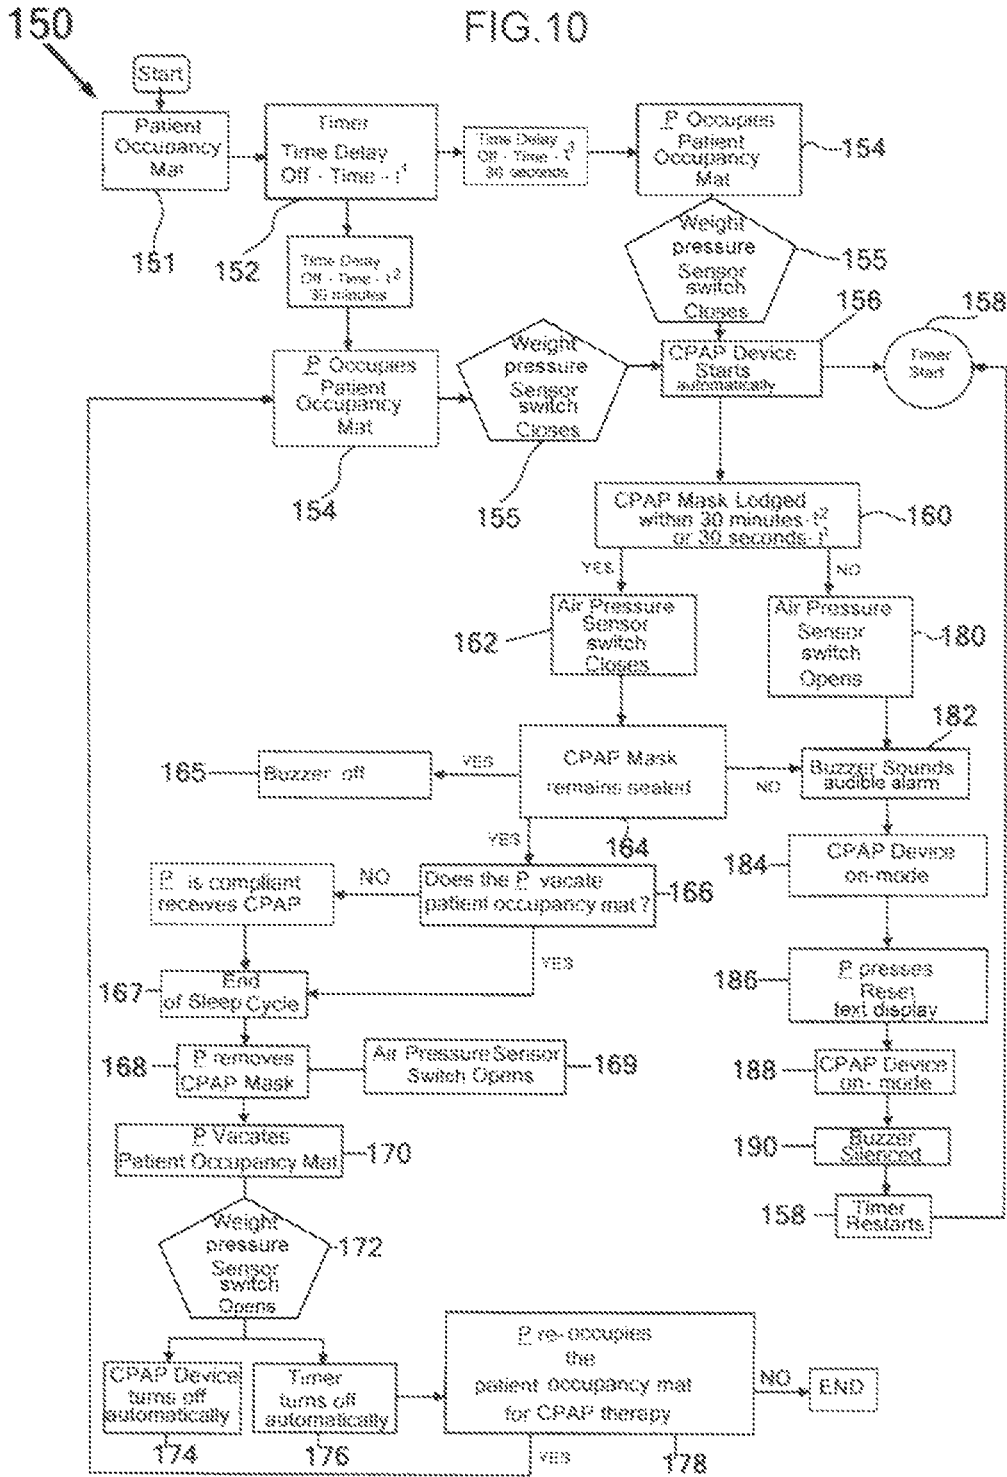 150
FIG.10
Start
Patient
Occupancy
Mat
151
Timer
Time Delay
Off - Time - t¹
152
Time Delay
Off - Time - t¹
30 seconds
P Occupies
Patient
Occupancy
Mat
154
Weight
pressure
Sensor
switch
Closes
155
Time Delay
Off - Time - t²
30 minutes
P Occupies
Patient
Occupancy
Mat
154
Weight
pressure
Sensor
switch
Closes
155
CPAP Device
Starts
automatically
156
Timer
Start
158
CPAP Mask Lodged
within 30 minutes - t²
or 30 seconds - t¹
160
YES
NO
Air Pressure
Sensor
switch
Closes
162
Air Pressure
Sensor
switch
Opens
180
182
Buzzer off
165
YES
CPAP Mask
remains sealed
164
NO
Buzzer Sounds
audible alarm
YES
CPAP Device
on-mode
184
P is compliant
receives CPAP
NO
Does the P vacate
patient occupancy mat ?
166
YES
End
of Sleep Cycle
167
P presses
Reset
text display
186
P removes
CPAP Mask
168
Air Pressure Sensor
Switch Opens
169
CPAP Device
on- mode
188
P Vacates
Patient Occupancy Mat
170
Buzzer
Silenced
190
Timer
Restarts
158
Weight
pressure
Sensor
switch
Opens
172
CPAP Device
turns off
automatically
174
Timer
turns off
automatically
176
P re- occupies
the
patient occupancy mat
for CPAP therapy
178
NO
END
YES